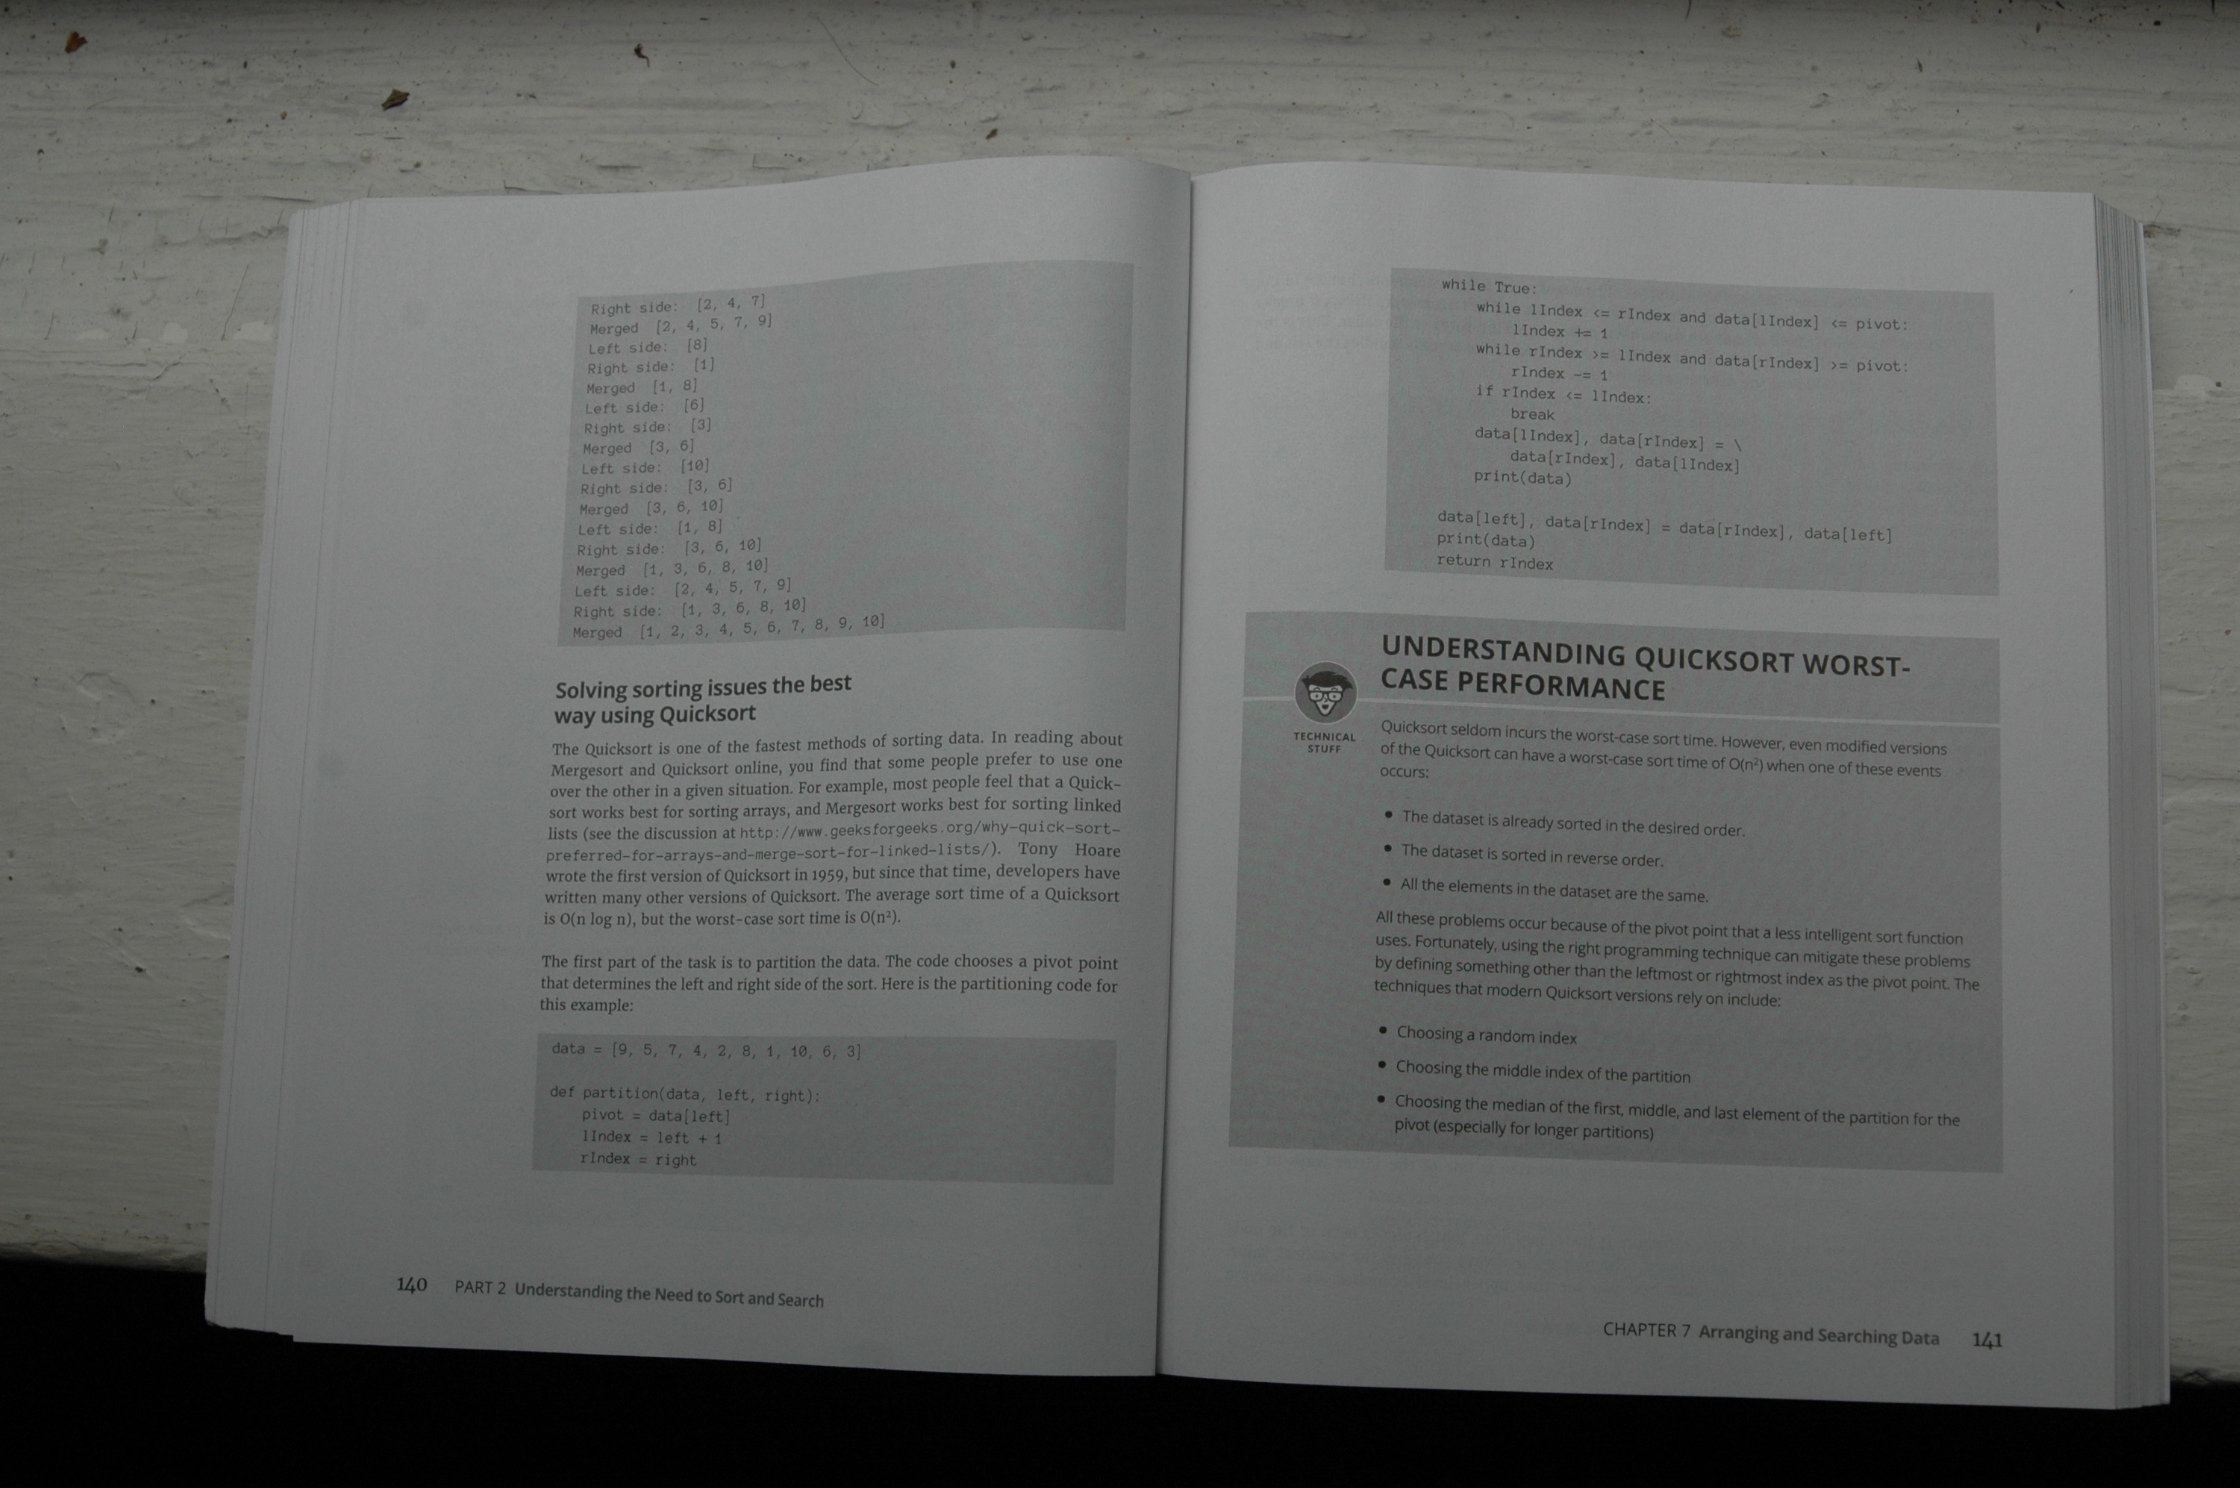 Right side: [2, 4, 7]
Merged [2, 4, 5, 7, 9]
Left side: [8]
Right side: [1]
Merged [1, 8]
Left side: [6]
Right side: [3]
Merged [3, 6]
Left side: [10]
Right side: [3, 6]
Merged [3, 6, 10]
Left side: [1, 8]
Right side: [3, 6, 10]
Merged [1, 3, 6, 8, 10]
Left side: [2, 4, 5, 7, 9]
Right side: [1, 3, 6, 8, 10]
Merged [1, 2, 3, 4, 5, 6, 7, 8, 9, 10]
Solving sorting issues the best
way using Quicksort
The Quicksort is one of the fastest methods of sorting data. In reading about
Mergesort and Quicksort online, you find that some people prefer to use one
over the other in a given situation. For example, most people feel that a Quick-
sort works best for sorting arrays, and Mergesort works best for sorting linked
lists (see the discussion at http://www.geeksforgeeks.org/why-quick-sort-
preferred-for-arrays-and-merge-sort-for-linked-lists/). Tony Hoare
wrote the first version of Quicksort in 1959, but since that time, developers have
written many other versions of Quicksort. The average sort time of a Quicksort
is O(n log n), but the worst-case sort time is O(n²).
The first part of the task is to partition the data. The code chooses a pivot point
that determines the left and right side of the sort. Here is the partitioning code for
this example:
data = [9, 5, 7, 4, 2, 8, 1, 10, 6, 3]
def partition(data, left, right):
    pivot = data[left]
    lIndex = left + 1
    rIndex = right
140 PART 2 Understanding the Need to Sort and Search
while True:
    while lIndex <= rIndex and data[lIndex] <= pivot:
        lIndex += 1
    while rIndex >= lIndex and data[rIndex] >= pivot:
        rIndex -= 1
    if rIndex <= lIndex:
        break
    data[lIndex], data[rIndex] = \
        data[rIndex], data[lIndex]
    print(data)
data[left], data[rIndex] = data[rIndex], data[left]
print(data)
return rIndex
UNDERSTANDING QUICKSORT WORST-
CASE PERFORMANCE
TECHNICAL
STUFF
Quicksort seldom incurs the worst-case sort time. However, even modified versions
of the Quicksort can have a worst-case sort time of O(n²) when one of these events
occurs:
• The dataset is already sorted in the desired order.
• The dataset is sorted in reverse order.
• All the elements in the dataset are the same.
All these problems occur because of the pivot point that a less intelligent sort function
uses. Fortunately, using the right programming technique can mitigate these problems
by defining something other than the leftmost or rightmost index as the pivot point. The
techniques that modern Quicksort versions rely on include:
• Choosing a random index
• Choosing the middle index of the partition
• Choosing the median of the first, middle, and last element of the partition for the
pivot (especially for longer partitions)
CHAPTER 7 Arranging and Searching Data 141